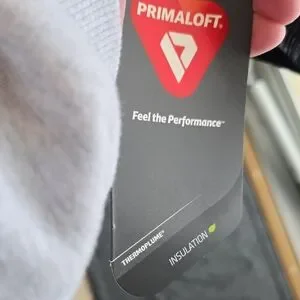 PRIMALOFT®
Feel the Performance™
THERMOPLUME™
INSULATION